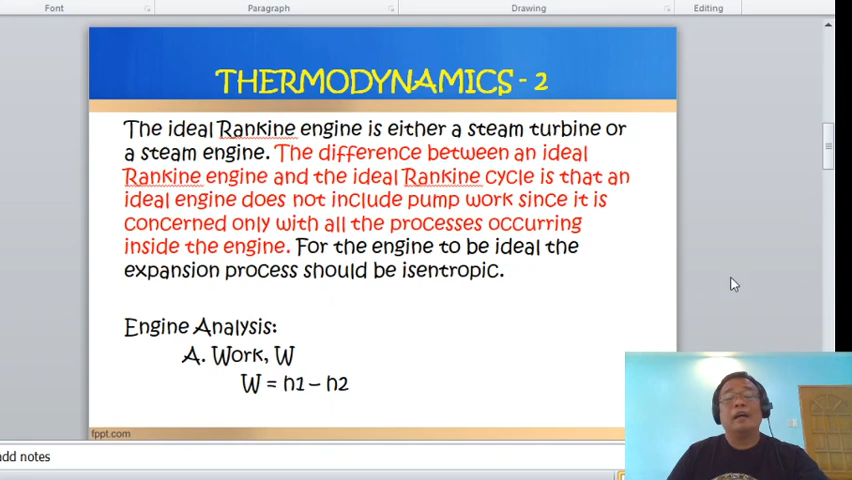 Font
Paragraph
Drawing
Editing
THERMODYNAMICS - 2
The ideal Rankine engine is either a steam turbine or
a steam engine. The difference between an ideal
Rankine engine and the ideal Rankine cycle is that an
ideal engine does not include pump work since it is
concerned only with all the processes occurring
inside the engine. For the engine to be ideal the
expansion process should be isentropic.
Engine Analysis:
A. Work, W
W = h1 – h2
fppt.com
add notes